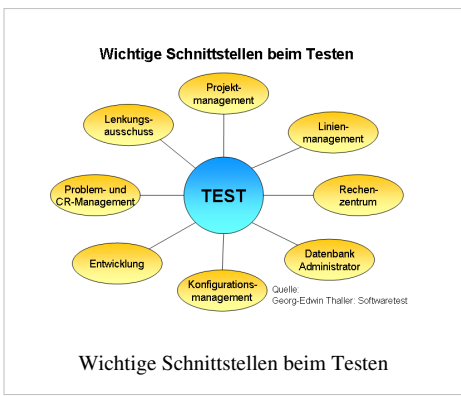 Wichtige Schnittstellen beim Testen
Projekt-
management
Lenkungs-
ausschuss
Linien-
management
Problem- und
CR-Management
TEST
Rechen-
zentrum
Entwicklung
Datenbank
Administrator
Konfigurations-
management
Quelle:
Georg-Edwin Thaller: Softwaretest
Wichtige Schnittstellen beim Testen